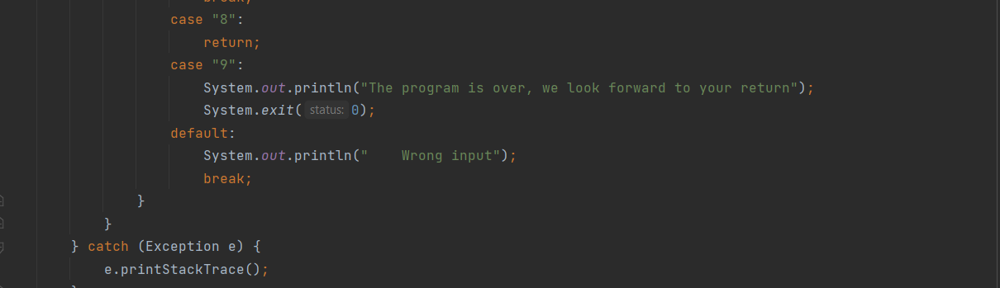 break;
case "8":
return;
case "9":
System.out.println("The program is over, we look forward to your return");
System.exit( status: 0);
default:
System.out.println("    Wrong input");
break;
}
}
} catch (Exception e) {
e.printStackTrace();
}